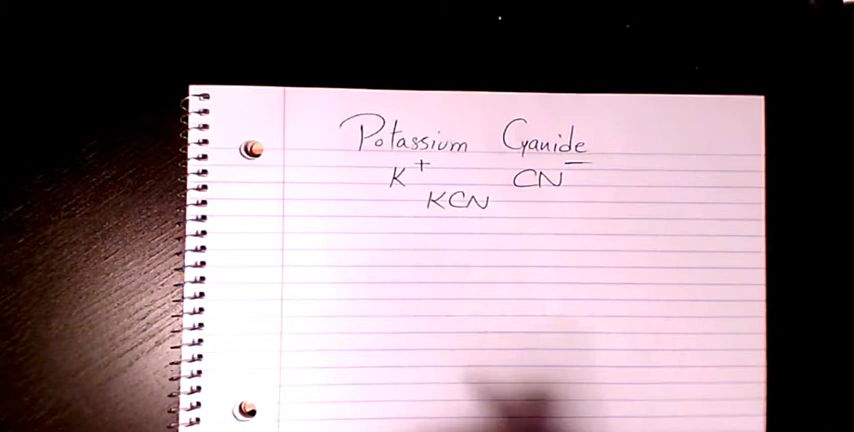 Potassium Cyanide
K⁺ CN⁻
KCN